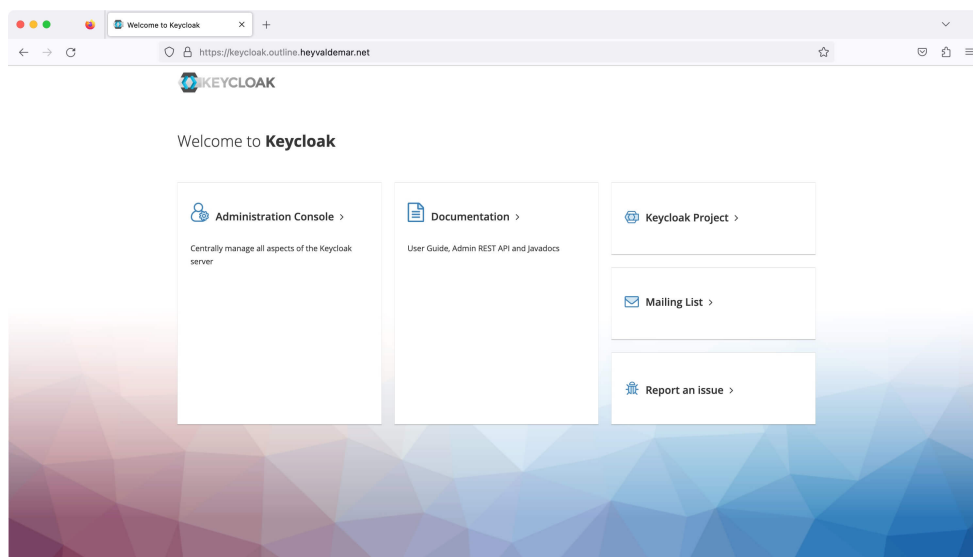 Welcome to Keycloak
https://keycloak.outline.heyvaldemar.net
KEYCLOAK
Welcome to Keycloak
Administration Console >
Centrally manage all aspects of the Keycloak
server
Documentation >
User Guide, Admin REST API and Javadocs
Keycloak Project >
Mailing List >
Report an issue >